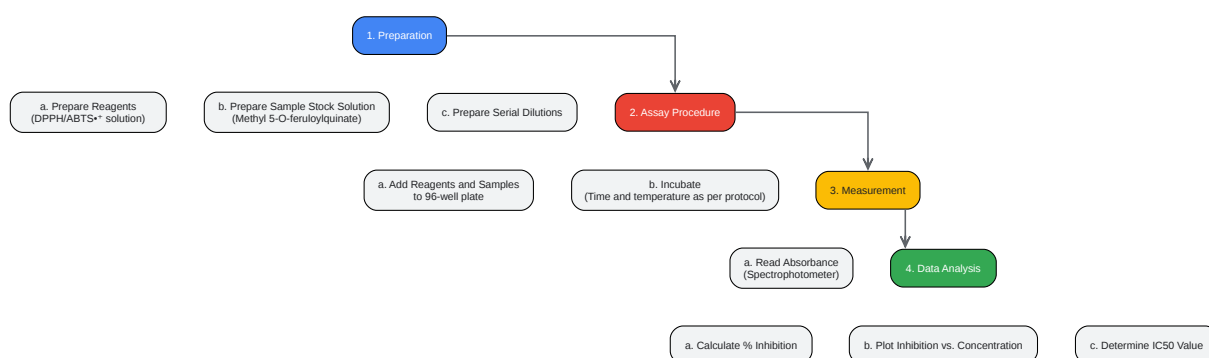 1. Preparation
a. Prepare Reagents
(DPPH/ABTS•⁺ solution)
b. Prepare Sample Stock Solution
(Methyl 5-O-feruloylquinate)
c. Prepare Serial Dilutions
2. Assay Procedure
a. Add Reagents and Samples
to 96-well plate
b. Incubate
(Time and temperature as per protocol)
3. Measurement
a. Read Absorbance
(Spectrophotometer)
4. Data Analysis
a. Calculate % Inhibition
b. Plot Inhibition vs. Concentration
c. Determine IC50 Value